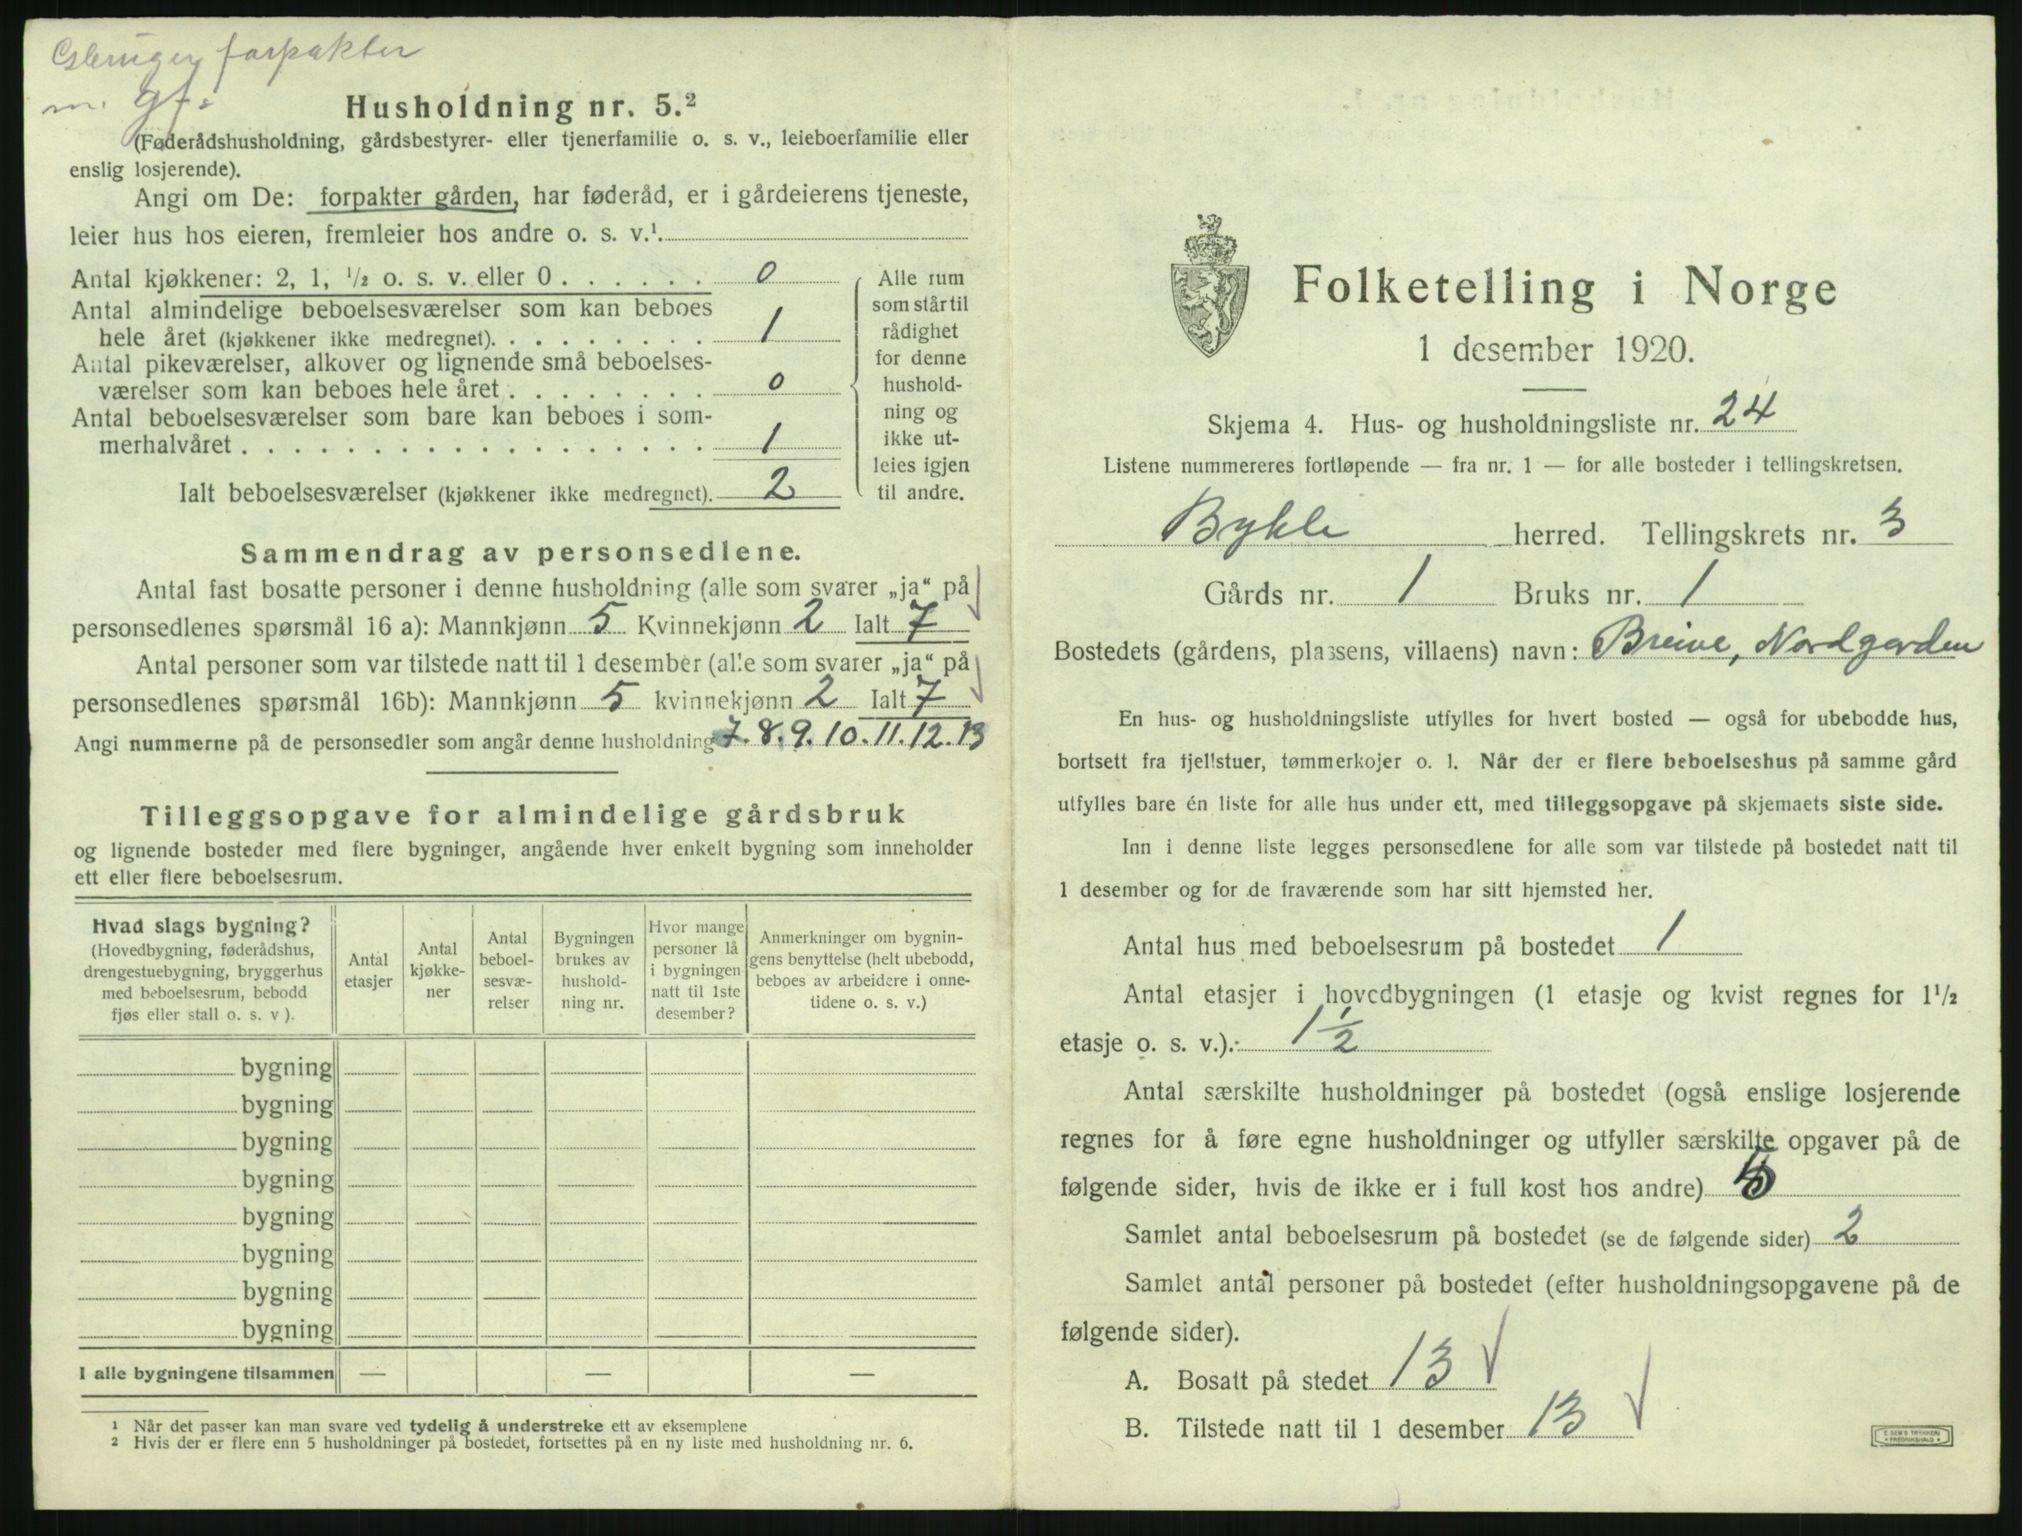 forpakter
m. gf.
Husholdning nr. 5.²
(Føderådshusholdning, gårdsbestyrer- eller tjenerfamilie o. s. v., leieboerfamilie eller
enslig losjerende).
Angi om De: forpakter gården, har føderåd, er i gårdeierens tjeneste,
leier hus hos eieren, fremleier hos andre o. s. v.¹.
Antal kjøkkener: 2, 1, ½ o. s. v. eller 0 . . . . . . 0
Antal almindelige beboelsesværelser som kan beboes
hele året (kjøkkener ikke medregnet). . . . . . . . . 1
Antal pikeværelser, alkover og lignende små beboelses-
værelser som kan beboes hele året . . . . . . . . 0
Antal beboelsesværelser som bare kan beboes i som-
merhalvåret . . . . . . . . . . . . . . . . . . 1
Ialt beboelsesværelser (kjøkkener ikke medregnet). 2
Alle rum
som står til
rådighet
for denne
hushold-
ning og
ikke ut-
leies igjen
til andre.
Sammendrag av personsedlene.
Antal fast bosatte personer i denne husholdning (alle som svarer „ja“ på
personsedlenes spørsmål 16 a): Mannkjønn 5 Kvinnekjønn 2 Ialt 7
Antal personer som var tilstede natt til 1 desember (alle som svarer „ja“ på
personsedlenes spørsmål 16b): Mannkjønn 5 kvinnekjønn 2 Ialt 7
Angi nummerne på de personsedler som angår denne husholdning 7. 8. 9. 10. 11. 12. 13
Tilleggsopgave for almindelige gårdsbruk
og lignende bosteder med flere bygninger, angående hver enkelt bygning som inneholder
ett eller flere beboelsesrum.
Hvad slags bygning?
(Hovedbygning, føderådshus,
drengestuebygning, bryggerhus
med beboelsesrum, bebodd
fjøs eller stall o. s. v ).
Antal
etasjer
Antal
kjøkke-
ner
Antal
beboel-
sesvæ-
relser
Bygningen
brukes av
hushold-
ning nr.
Hvor mange
personer lå
i bygningen
natt til 1ste
desember?
Anmerkninger om bygnin-
gens benyttelse (helt ubebodd,
beboes av arbeidere i onne-
tidene o. s. v.)
bygning
bygning
bygning
bygning
bygning
bygning
bygning
bygning
I alle bygningene tilsammen — — —
¹ Når det passer kan man svare ved tydelig å understreke ett av eksemplene
² Hvis der er flere enn 5 husholdninger på bostedet, fortsettes på en ny liste med husholdning nr. 6.
Folketelling i Norge
1 desember 1920.
Skjema 4. Hus- og husholdningsliste nr. 24
Listene nummereres fortløpende — fra nr. 1 — for alle bosteder i tellingskretsen.
Bykle herred. Tellingskrets nr. 3
Gårds nr. 1 Bruks nr. 1
Bostedets (gårdens, plassens, villaens) navn: Breive, Nordgarden
En hus- og husholdningsliste utfylles for hvert bosted — også for ubebodde hus,
bortsett fra fjellstuer, tømmerkojer o. l. Når der er flere beboelseshus på samme gård
utfylles bare én liste for alle hus under ett, med tilleggsopgave på skjemaets siste side.
Inn i denne liste legges personsedlene for alle som var tilstede på bostedet natt til
1 desember og for de fraværende som har sitt hjemsted her.
Antal hus med beboelsesrum på bostedet 1
Antal etasjer i hovedbygningen (1 etasje og kvist regnes for 1½
etasje o. s. v.). 1½
Antal særskilte husholdninger på bostedet (også enslige losjerende
regnes for å føre egne husholdninger og utfyller særskilte opgaver på de
følgende sider, hvis de ikke er i full kost hos andre)
Samlet antal beboelsesrum på bostedet (se de følgende sider) 2
Samlet antal personer på bostedet (efter husholdningsopgavene på de
følgende sider).
A. Bosatt på stedet 13
B. Tilstede natt til 1 desember 13
E. SEM'S TRYKKERI
FREDRIKSHALD